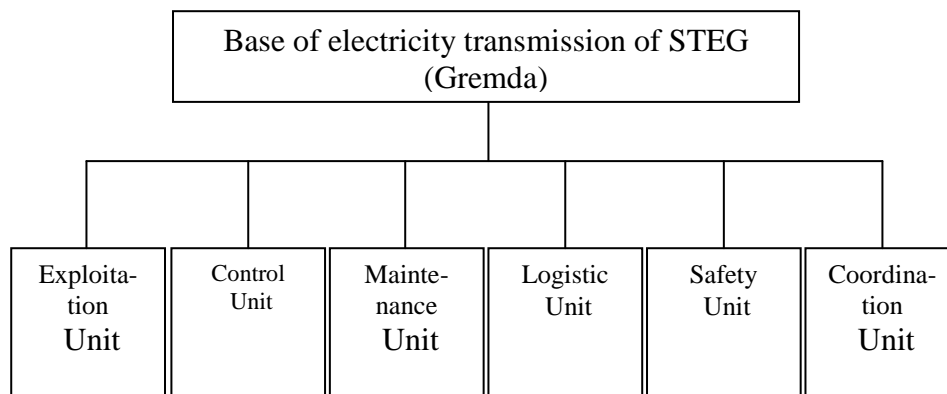 Base of electricity transmission of STEG
(Gremda)
Exploita-
tion
Unit
Control
Unit
Mainte-
nance
Unit
Logistic
Unit
Safety
Unit
Coordina-
tion
Unit